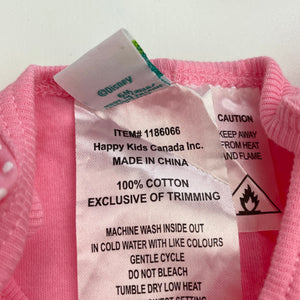 ©Disney
6M
ITEM# 1186066
Happy Kids Canada Inc.
MADE IN CHINA
100% COTTON
EXCLUSIVE OF TRIMMING
MACHINE WASH INSIDE OUT
IN COLD WATER WITH LIKE COLOURS
GENTLE CYCLE
DO NOT BLEACH
TUMBLE DRY LOW HEAT
SETTING
CAUTION
KEEP AWAY
FROM HEAT
AND FLAME